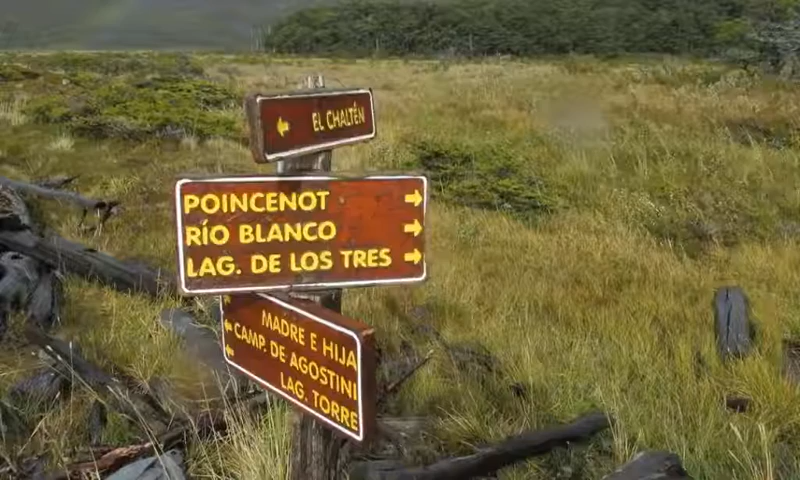 EL CHALTÉN
POINCENOT
RÍO BLANCO
LAG. DE LOS TRES
MADRE E HIJA
CAMP. DE AGOSTINI
LAG. TORRE